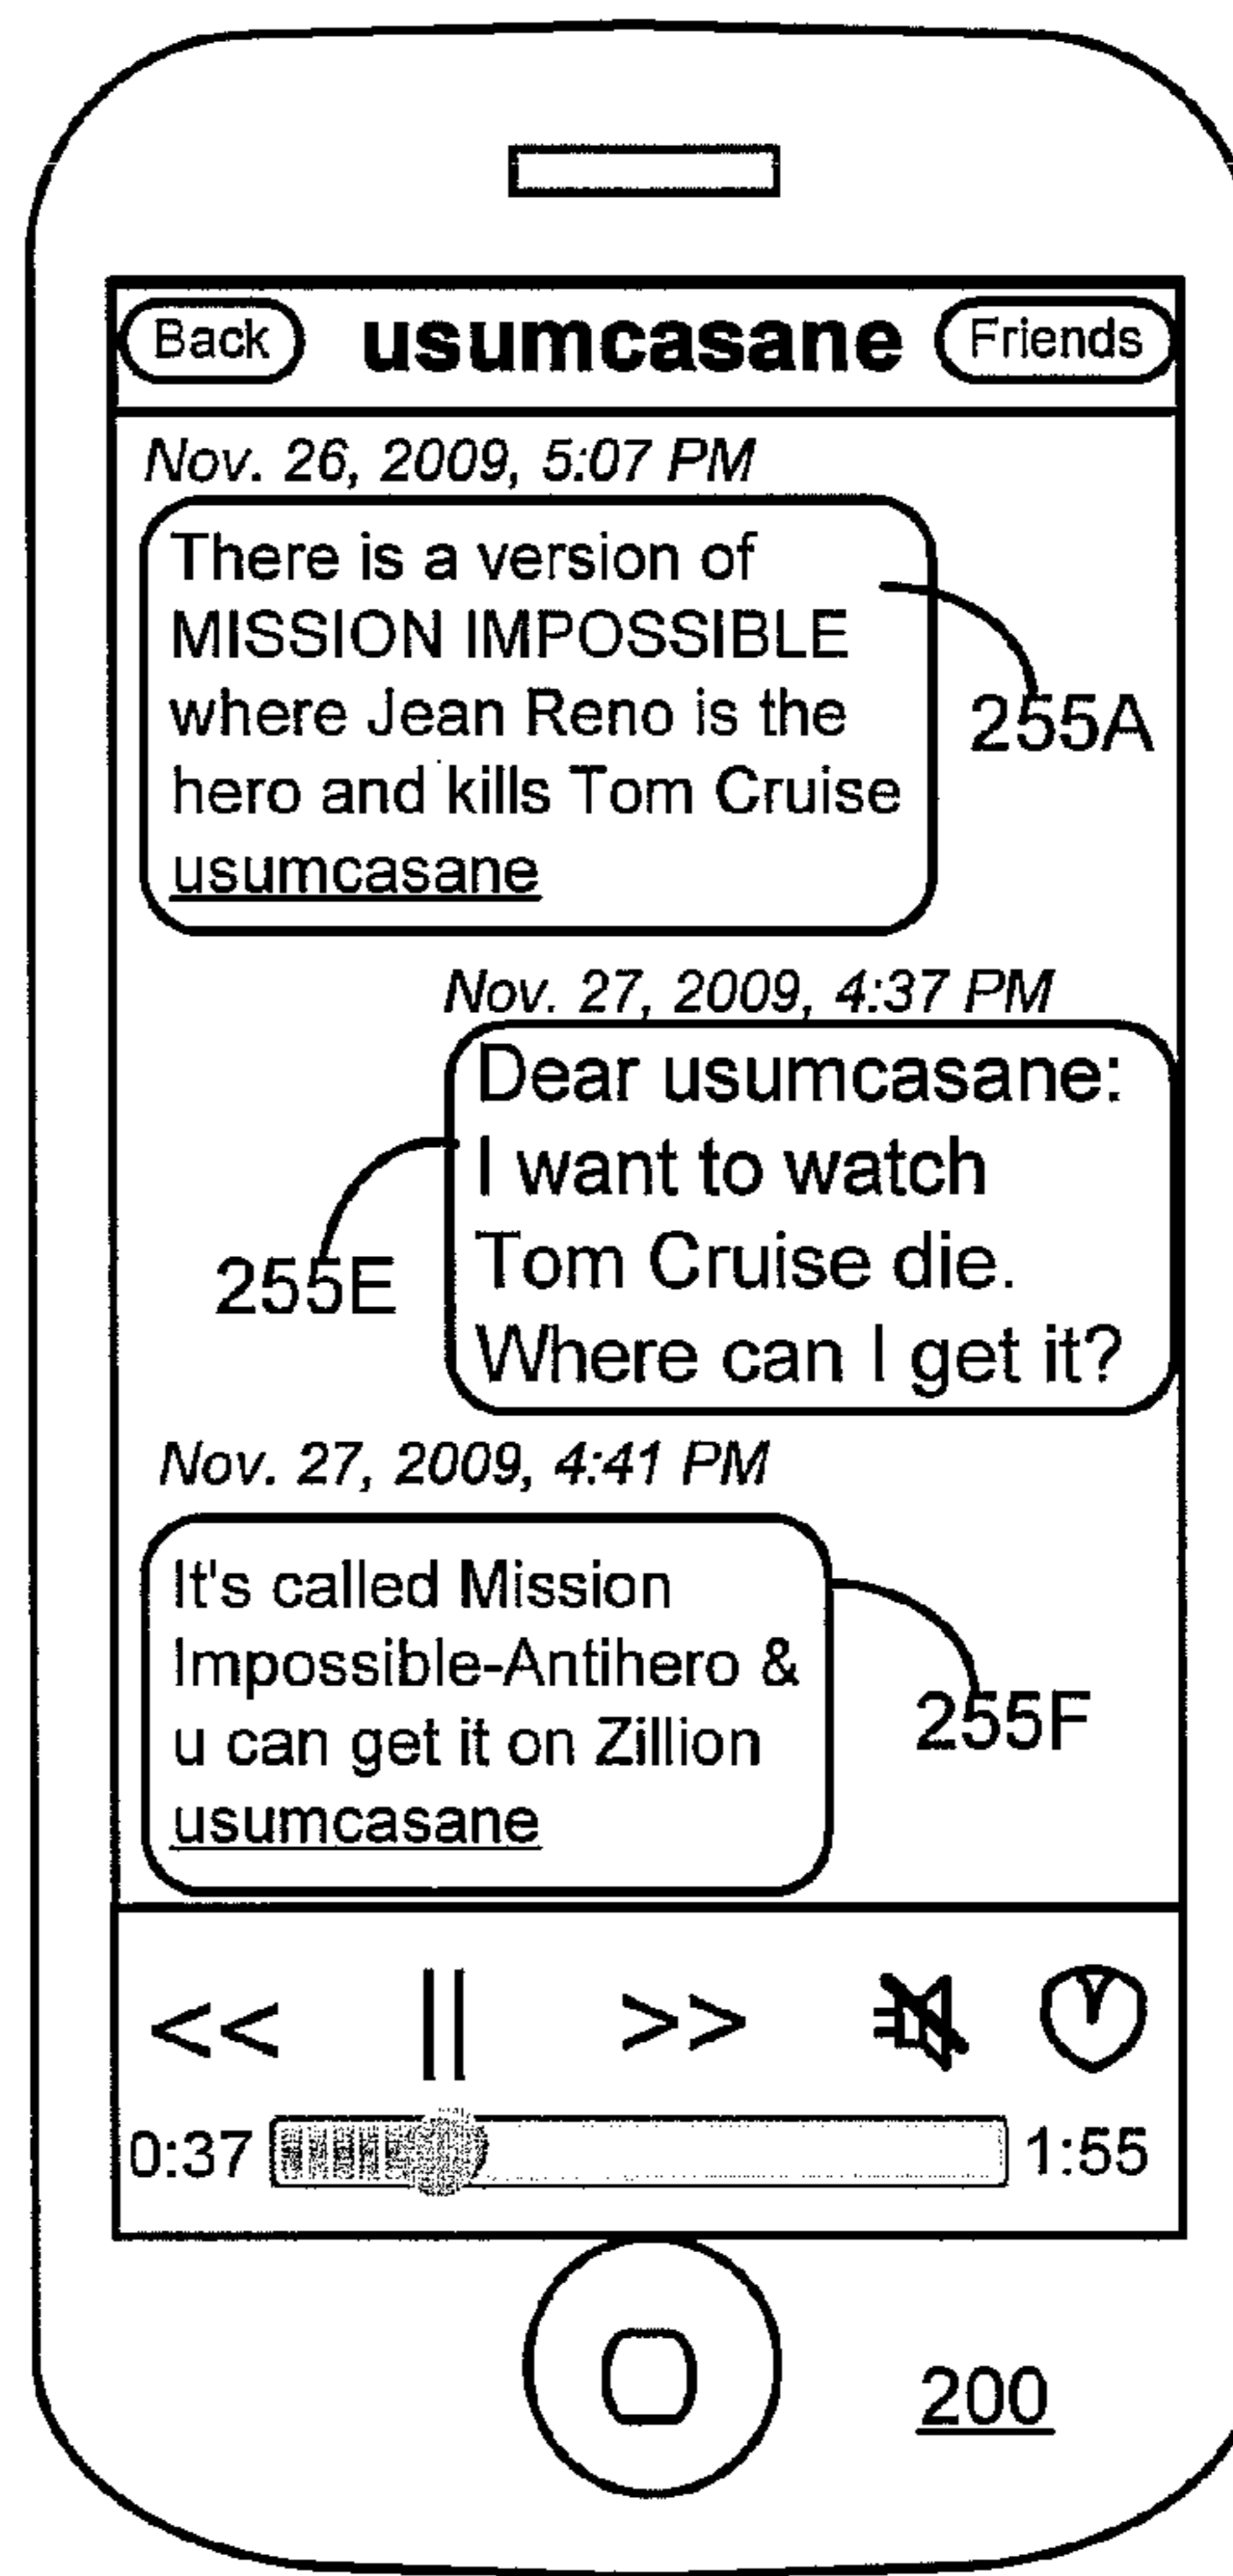 Back usumcasane Friends
Nov. 26, 2009, 5:07 PM
There is a version of
MISSION IMPOSSIBLE
where Jean Reno is the
hero and kills Tom Cruise
usumcasane
255A
Nov. 27, 2009, 4:37 PM
Dear usumcasane:
I want to watch
Tom Cruise die.
Where can I get it?
255E
Nov. 27, 2009, 4:41 PM
It's called Mission
Impossible-Antihero &
u can get it on Zillion
usumcasane
255F
<< || >>
0:37 1:55
200